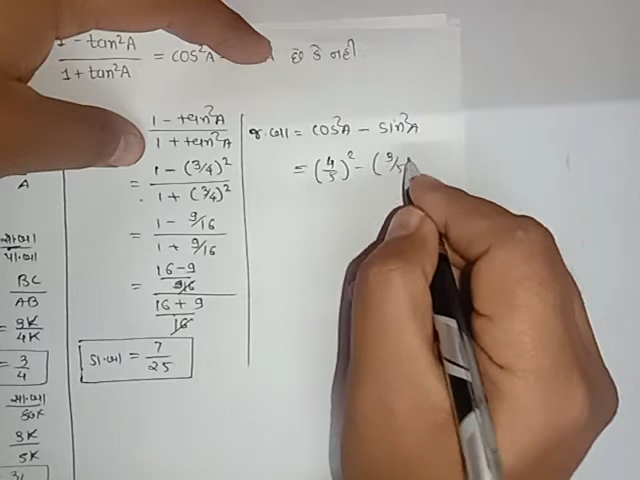 1 - tan²A / 1 + tan²A = cos²A - A છે કે નહી.
A
સા.બા / પા.બા
BC / AB
= 3K / 4K
= 3 / 4
સા.બા
3K / 5K
1 - tan²A / 1 + tan²A
= 1 - (3/4)² / 1 + (3/4)²
= 1 - 9/16 / 1 + 9/16
= 16-9 / 16 / 16 + 9 / 16
ડા.બા = 7 / 25
જ.બા = cos²A - sin²A
= (4/5)² - (3/5)